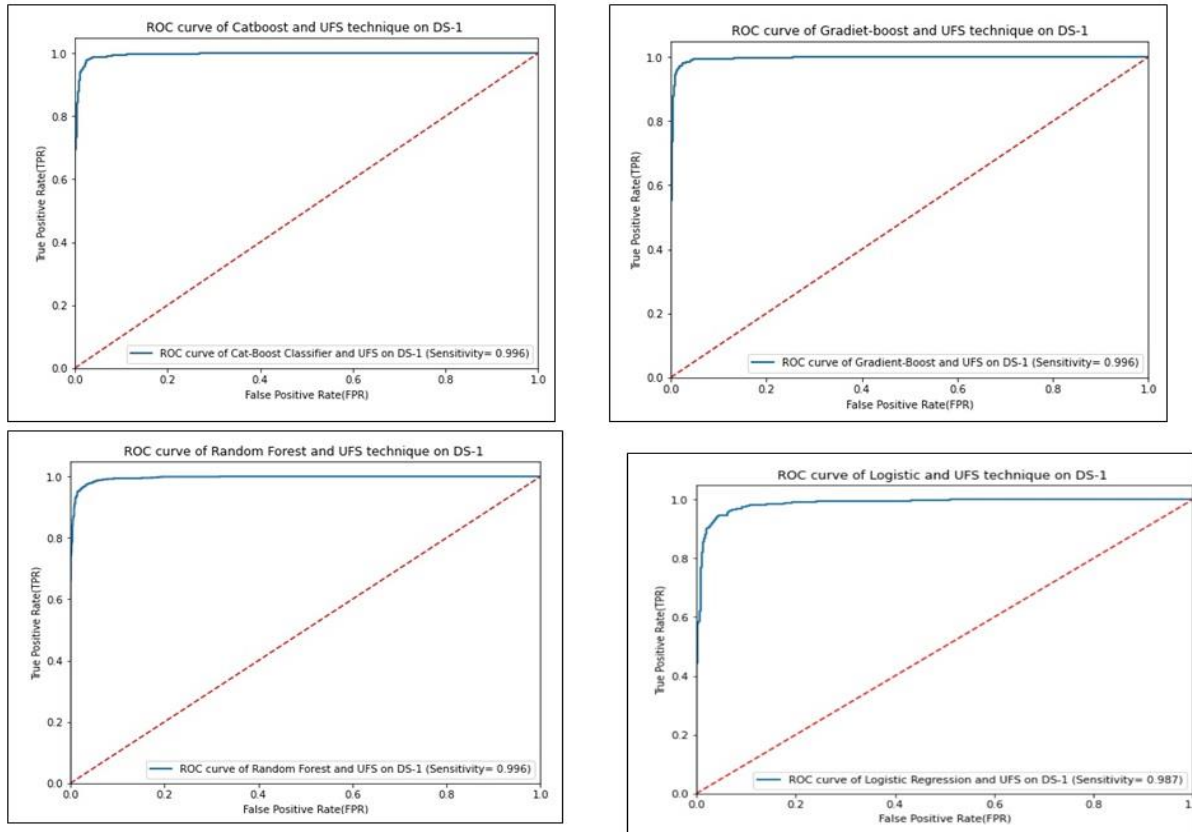 ROC curve of Catboost and UFS technique on DS-1
True Positive Rate(TPR)
1.0
0.8
0.6
0.4
0.2
0.0
ROC curve of Cat-Boost Classifier and UFS on DS-1 (Sensitivity= 0.996)
0.0 0.2 0.4 0.6 0.8 1.0
False Positive Rate(FPR)
ROC curve of Gradiet-boost and UFS technique on DS-1
True Positive Rate(TPR)
1.0
0.8
0.6
0.4
0.2
0.0
ROC curve of Gradient-Boost and UFS on DS-1 (Sensitivity= 0.996)
0.0 0.2 0.4 0.6 0.8 1.0
False Positive Rate(FPR)
ROC curve of Random Forest and UFS technique on DS-1
True Positive Rate(TPR)
1.0
0.8
0.6
0.4
0.2
0.0
ROC curve of Random Forest and UFS on DS-1 (Sensitivity= 0.996)
0.0 0.2 0.4 0.6 0.8 1.0
False Positive Rate(FPR)
ROC curve of Logistic and UFS technique on DS-1
True Positive Rate(TPR)
1.0
0.8
0.6
0.4
0.2
0.0
ROC curve of Logistic Regression and UFS on DS-1 (Sensitivity= 0.987)
0.0 0.2 0.4 0.6 0.8 1.0
False Positive Rate(FPR)